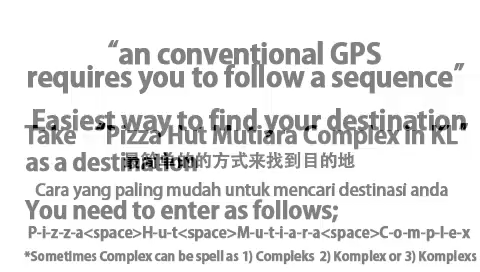 “an conventional GPS
requires you to follow a sequence”
Easiest way to find your destination
Take “Pizza Hut Mutiara Complex in KL”
as a destination
最简单的的方式来找到目的地
Cara yang paling mudah untuk mencari destinasi anda
You need to enter as follows;
P-i-z-z-a<space>H-u-t<space>M-u-t-i-a-r-a<space>C-o-m-p-l-e-x
*Sometimes Complex can be spell as 1) Compleks 2) Komplex or 3) Komplexs